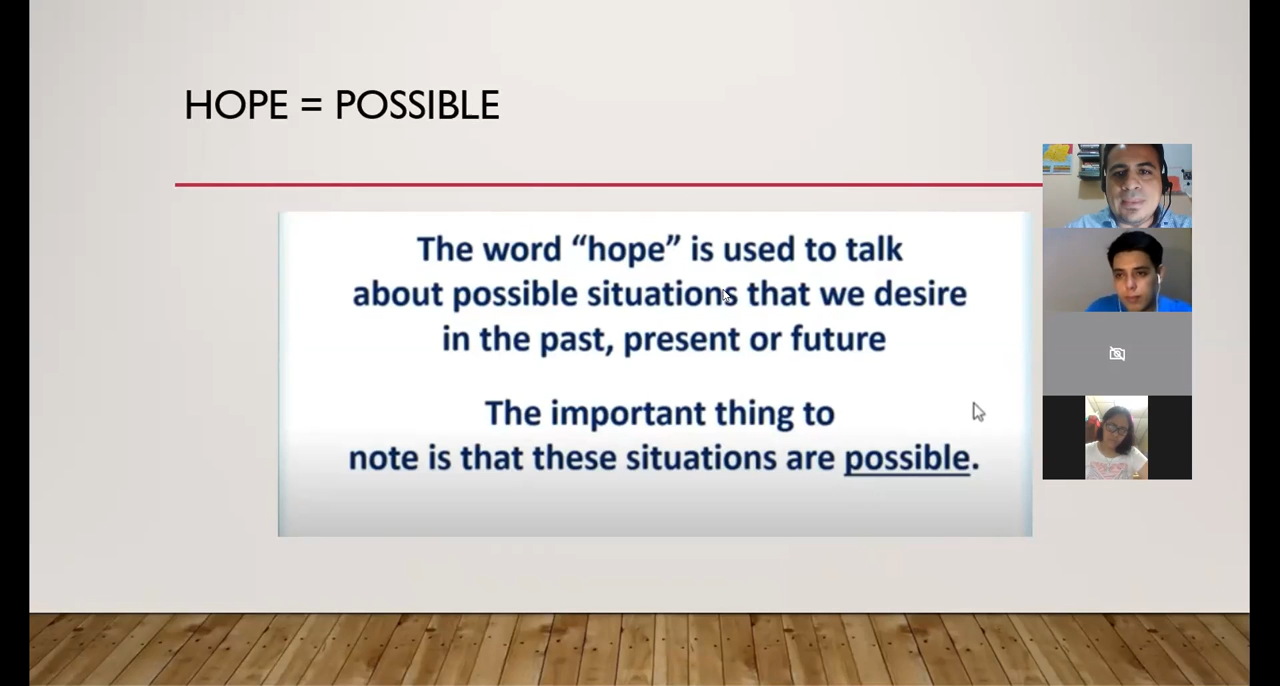 HOPE = POSSIBLE
The word “hope” is used to talk
about possible situations that we desire
in the past, present or future
The important thing to
note is that these situations are possible.